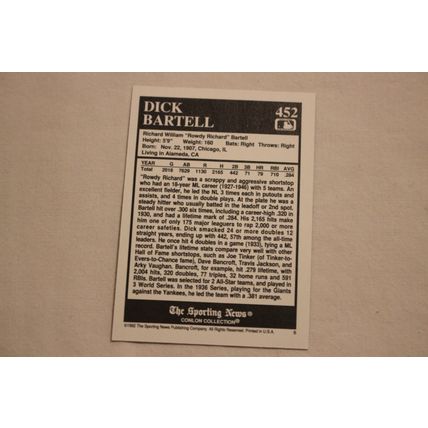 DICK
BARTELL
452
Richard William "Rowdy Richard" Bartell
Height: 5'9" Weight: 160 Bats: Right Throws: Right
Born: Nov. 22, 1907, Chicago, IL
Living in Alameda, CA
YEAR G AB R H 2B 3B HR RBI AVG
Total 2016 7629 1130 2165 442 71 79 710 .284
"Rowdy Richard" was a scrappy and aggressive shortstop
who had an 18-year ML career (1927-1946) with 5 teams. An
excellent fielder, he led the NL 3 times each in putouts and
assists, and 4 times in double plays. At the plate he was a
steady hitter who usually batted in the leadoff or 2nd spot.
Bartell hit over .300 six times, including a career-high .320 in
1930, and had a lifetime mark of .284. His 2,165 hits make
him one of only 175 major leaguers to rap 2,000 or more
career safeties. Dick smacked 24 or more doubles 12
straight years, ending up with 442, 57th among the all-time
leaders. He once hit 4 doubles in a game (1933), tying a ML
record. Bartell's lifetime stats compare very well with other
Hall of Fame shortstops, such as Joe Tinker (of Tinker-to-
Evers-to-Chance fame), Dave Bancroft, Travis Jackson, and
Arky Vaughan. Bancroft, for example, hit .279 lifetime, with
2,004 hits, 320 doubles, 77 triples, 32 home runs and 591
RBIs. Bartell was selected for 2 All-Star teams, and played in
3 World Series. In the 1936 Series, playing for the Giants
against the Yankees, he led the team with a .381 average.
The Sporting News®
CONLON COLLECTION®
©1992 The Sporting News Publishing Company. All Rights Reserved. Printed in U.S.A.